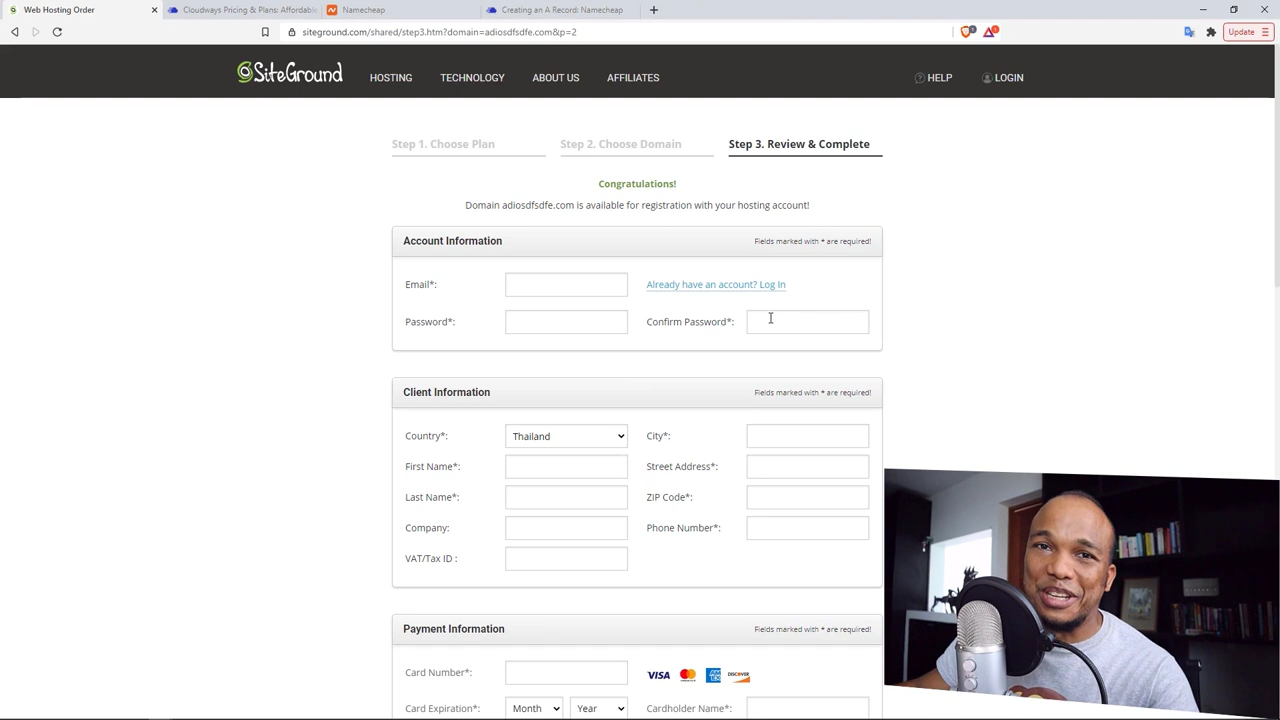 Web Hosting Order
Cloudways Pricing & Plans: Affordabl
Namecheap
Creating an A Record: Namecheap
siteground.com/shared/step3.htm?domain=adiosdfsdfe.com&p=2
Update
SiteGround
HOSTING
TECHNOLOGY
ABOUT US
AFFILIATES
HELP
LOGIN
Step 1. Choose Plan
Step 2. Choose Domain
Step 3. Review & Complete
Congratulations!
Domain adiosdfsdfe.com is available for registration with your hosting account!
Account Information
Fields marked with * are required!
Email*:
Already have an account? Log In
Password*:
Confirm Password*:
Client Information
Fields marked with * are required!
Country*:
Thailand
City*:
First Name*:
Street Address*:
Last Name*:
ZIP Code*:
Company:
Phone Number*:
VAT/Tax ID :
Payment Information
Fields marked with * are required!
Card Number*:
VISA
DISCOVER
Card Expiration*:
Month
Year
Cardholder Name*: